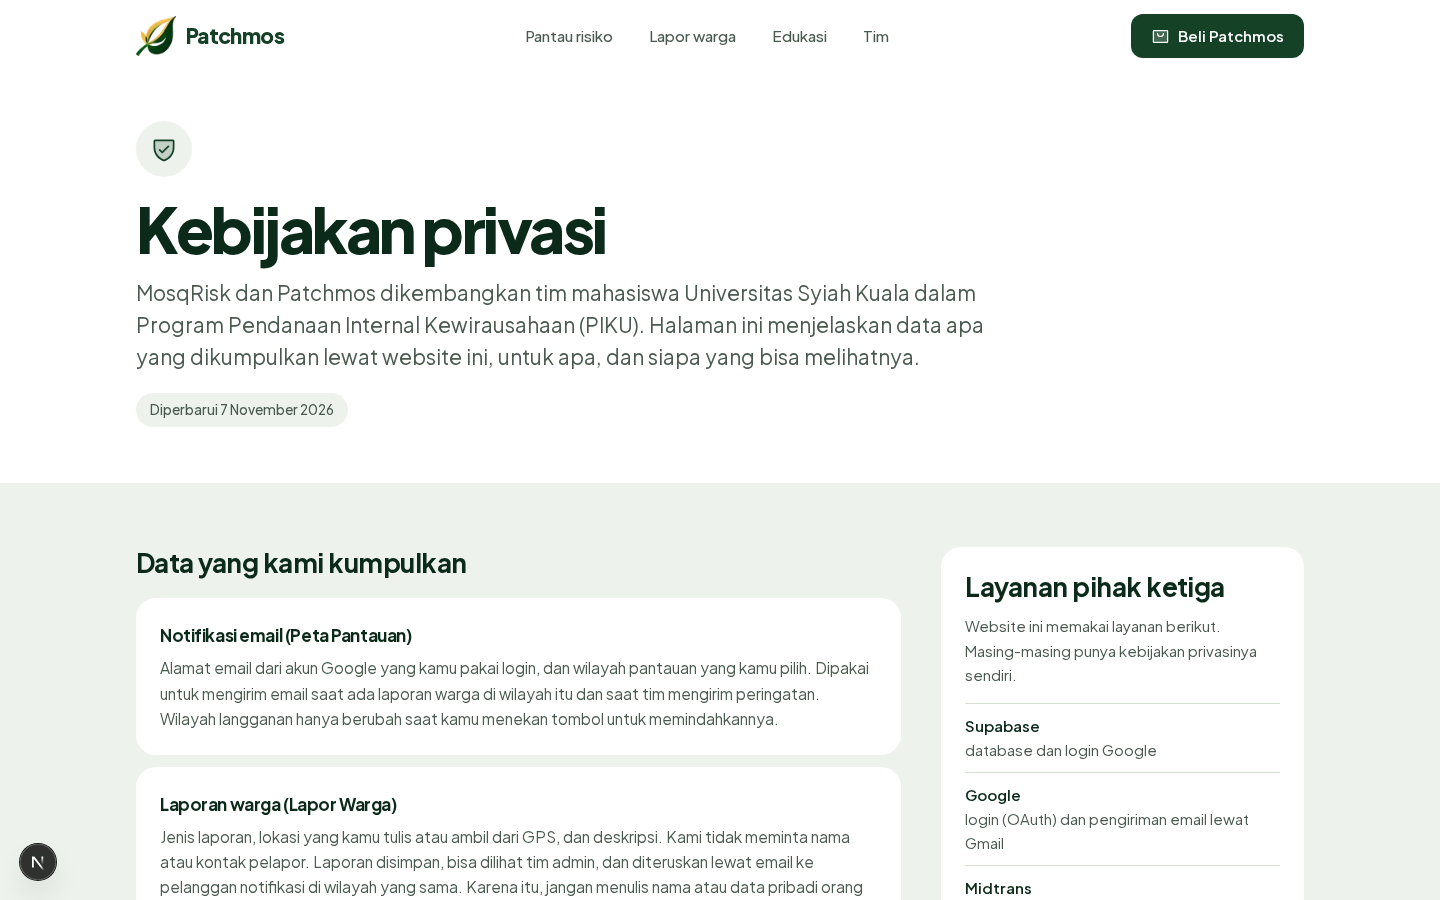 Patchmos
Pantau risiko
Lapor warga
Edukasi
Tim
Beli Patchmos
Kebijakan privasi
MosqRisk dan Patchmos dikembangkan tim mahasiswa Universitas Syiah Kuala dalam
Program Pendanaan Internal Kewirausahaan (PIKU). Halaman ini menjelaskan data apa
yang dikumpulkan lewat website ini, untuk apa, dan siapa yang bisa melihatnya.
Diperbarui 7 November 2026
Data yang kami kumpulkan
Notifikasi email (Peta Pantauan)
Alamat email dari akun Google yang kamu pakai login, dan wilayah pantauan yang kamu pilih. Dipakai
untuk mengirim email saat ada laporan warga di wilayah itu dan saat tim mengirim peringatan.
Wilayah langganan hanya berubah saat kamu menekan tombol untuk memindahkannya.
Laporan warga (Lapor Warga)
Jenis laporan, lokasi yang kamu tulis atau ambil dari GPS, dan deskripsi. Kami tidak meminta nama
atau kontak pelapor. Laporan disimpan, bisa dilihat tim admin, dan diteruskan lewat email ke
pelanggan notifikasi di wilayah yang sama. Karena itu, jangan menulis nama atau data pribadi orang
Layanan pihak ketiga
Website ini memakai layanan berikut.
Masing-masing punya kebijakan privasinya
sendiri.
Supabase
database dan login Google
Google
login (OAuth) dan pengiriman email lewat
Gmail
Midtrans
N